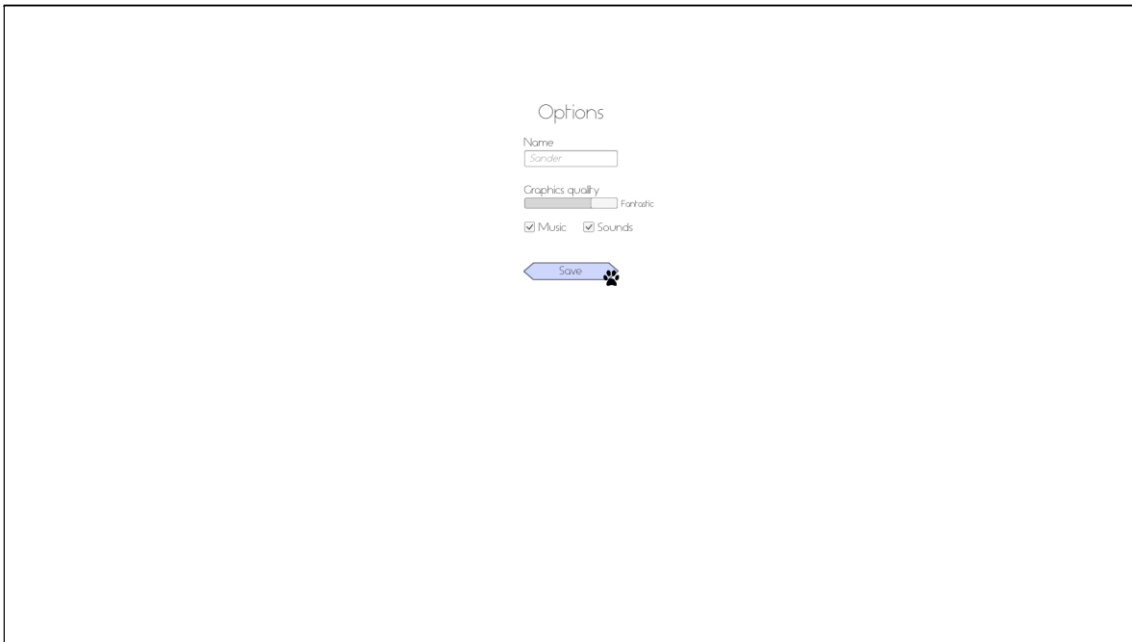 Options
Name
Sander
Graphics quality
Fantastic
Music Sounds
Save